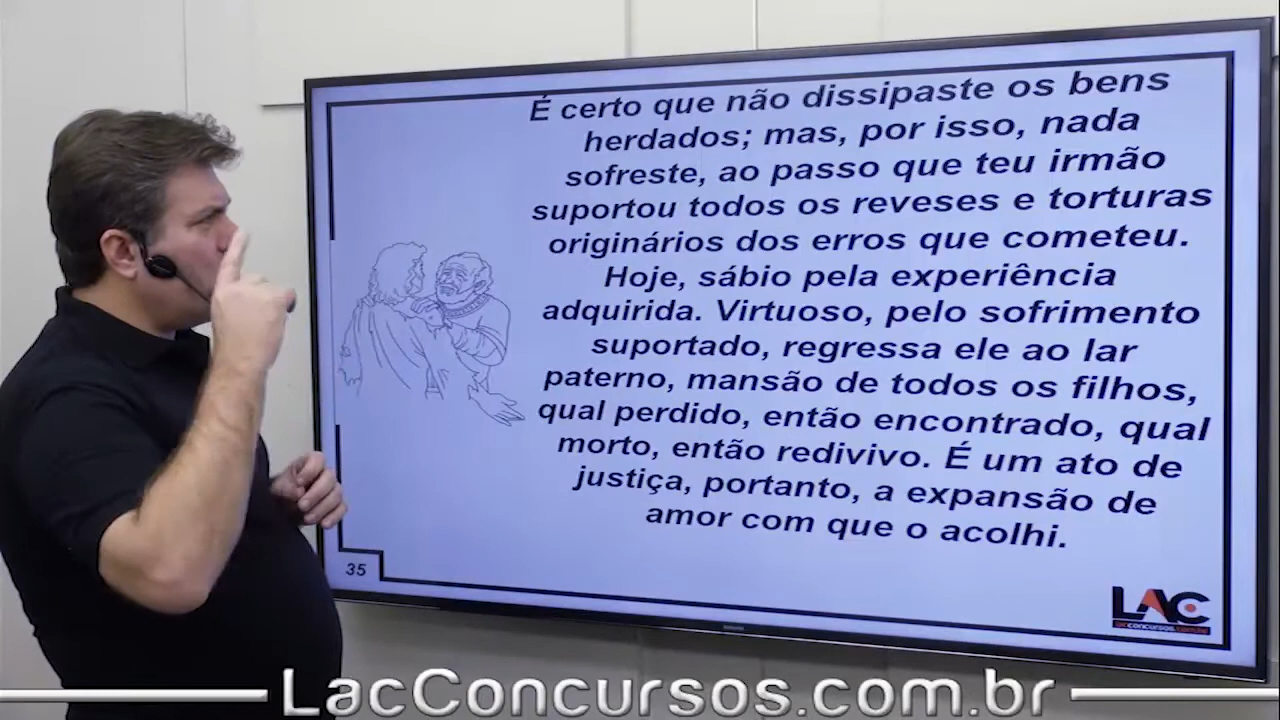 É certo que não dissipaste os bens
herdados; mas, por isso, nada
sofreste, ao passo que teu irmão
suportou todos os reveses e torturas
originários dos erros que cometeu.
Hoje, sábio pela experiência
adquirida. Virtuoso, pelo sofrimento
suportado, regressa ele ao lar
paterno, mansão de todos os filhos,
qual perdido, então encontrado, qual
morto, então redivivo. É um ato de
justiça, portanto, a expansão de
amor com que o acolhi.
35
LAC
lacconcursos.com.br
LacConcursos.com.br